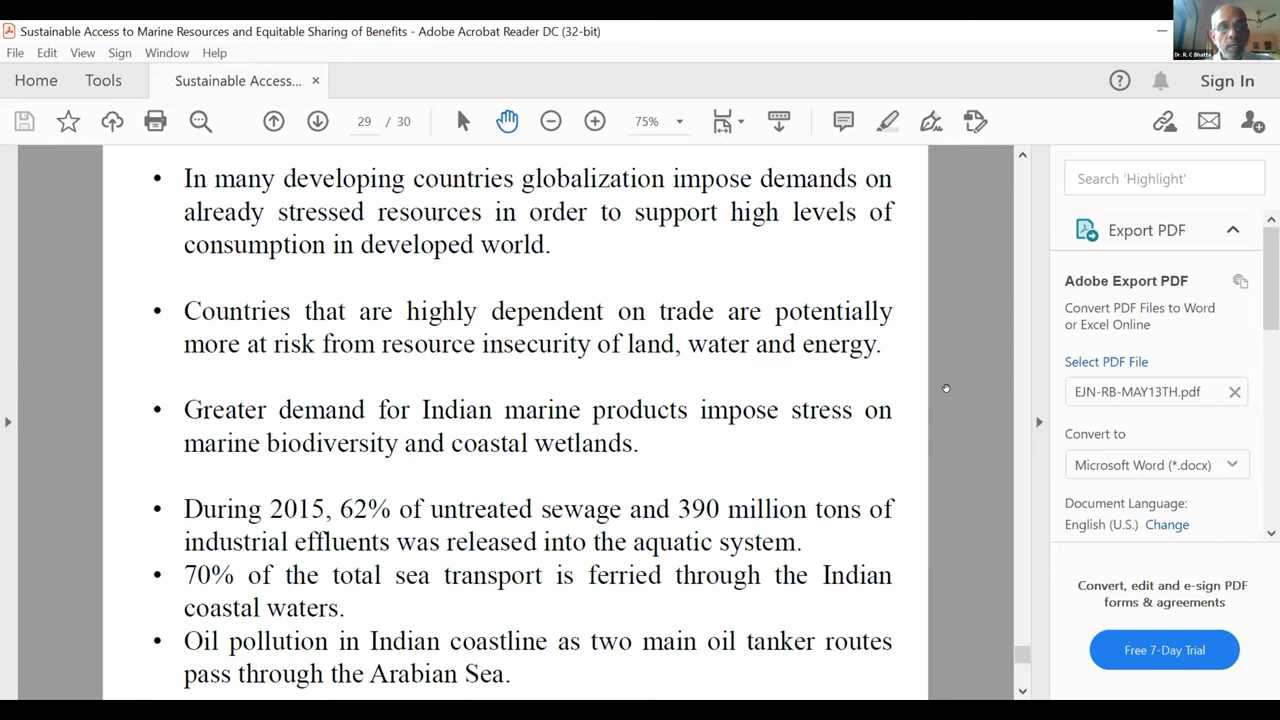 Sustainable Access to Marine Resources and Equitable Sharing of Benefits - Adobe Acrobat Reader DC (32-bit)
File Edit View Sign Window Help
Home Tools Sustainable Access... × Sign In
29 / 30 75%
• In many developing countries globalization impose demands on
already stressed resources in order to support high levels of
consumption in developed world.
• Countries that are highly dependent on trade are potentially
more at risk from resource insecurity of land, water and energy.
• Greater demand for Indian marine products impose stress on
marine biodiversity and coastal wetlands.
• During 2015, 62% of untreated sewage and 390 million tons of
industrial effluents was released into the aquatic system.
• 70% of the total sea transport is ferried through the Indian
coastal waters.
• Oil pollution in Indian coastline as two main oil tanker routes
pass through the Arabian Sea.
Search 'Highlight'
Export PDF
Adobe Export PDF
Convert PDF Files to Word
or Excel Online
Select PDF File
EJN-RB-MAY13TH.pdf
Convert to
Microsoft Word (*.docx)
Document Language:
English (U.S.) Change
Convert, edit and e-sign PDF
forms & agreements
Free 7-Day Trial
Dr. R. C Bhatta